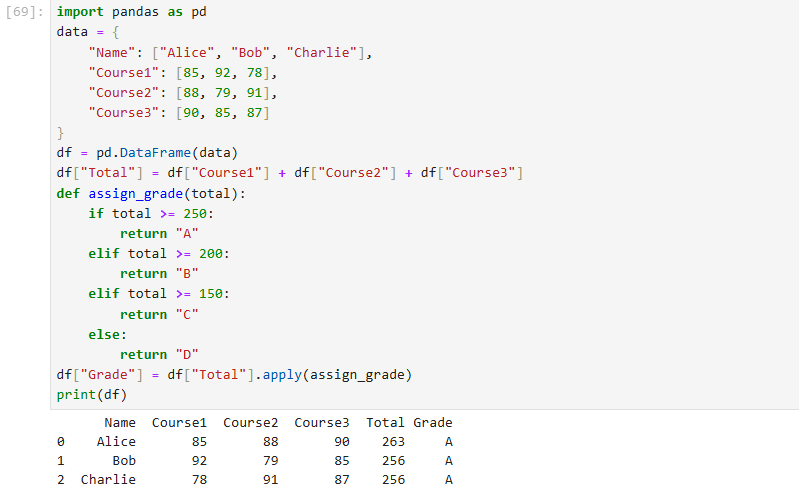 [69]: import pandas as pd
data = {
    "Name": ["Alice", "Bob", "Charlie"],
    "Course1": [85, 92, 78],
    "Course2": [88, 79, 91],
    "Course3": [90, 85, 87]
}
df = pd.DataFrame(data)
df["Total"] = df["Course1"] + df["Course2"] + df["Course3"]
def assign_grade(total):
    if total >= 250:
        return "A"
    elif total >= 200:
        return "B"
    elif total >= 150:
        return "C"
    else:
        return "D"
df["Grade"] = df["Total"].apply(assign_grade)
print(df)
      Name  Course1  Course2  Course3  Total Grade
0    Alice       85       88       90    263     A
1      Bob       92       79       85    256     A
2  Charlie       78       91       87    256     A